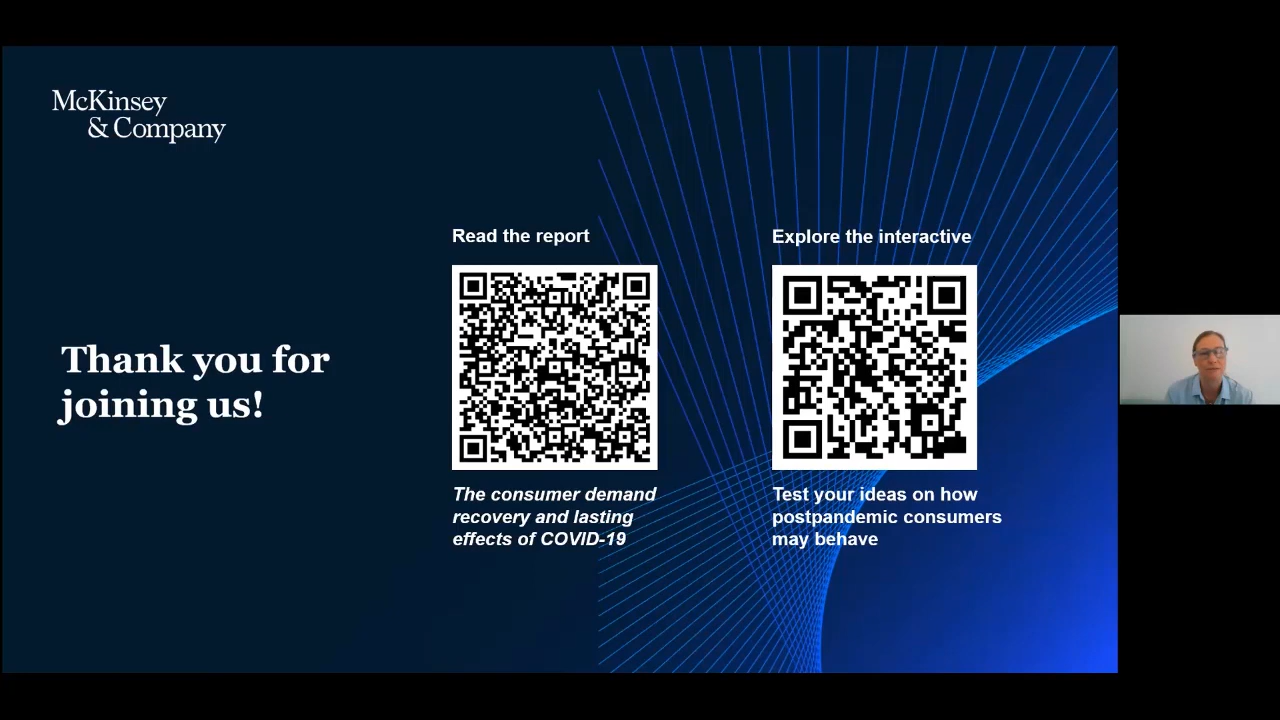 McKinsey
& Company
Thank you for
joining us!
Read the report
The consumer demand
recovery and lasting
effects of COVID-19
Explore the interactive
Test your ideas on how
postpandemic consumers
may behave